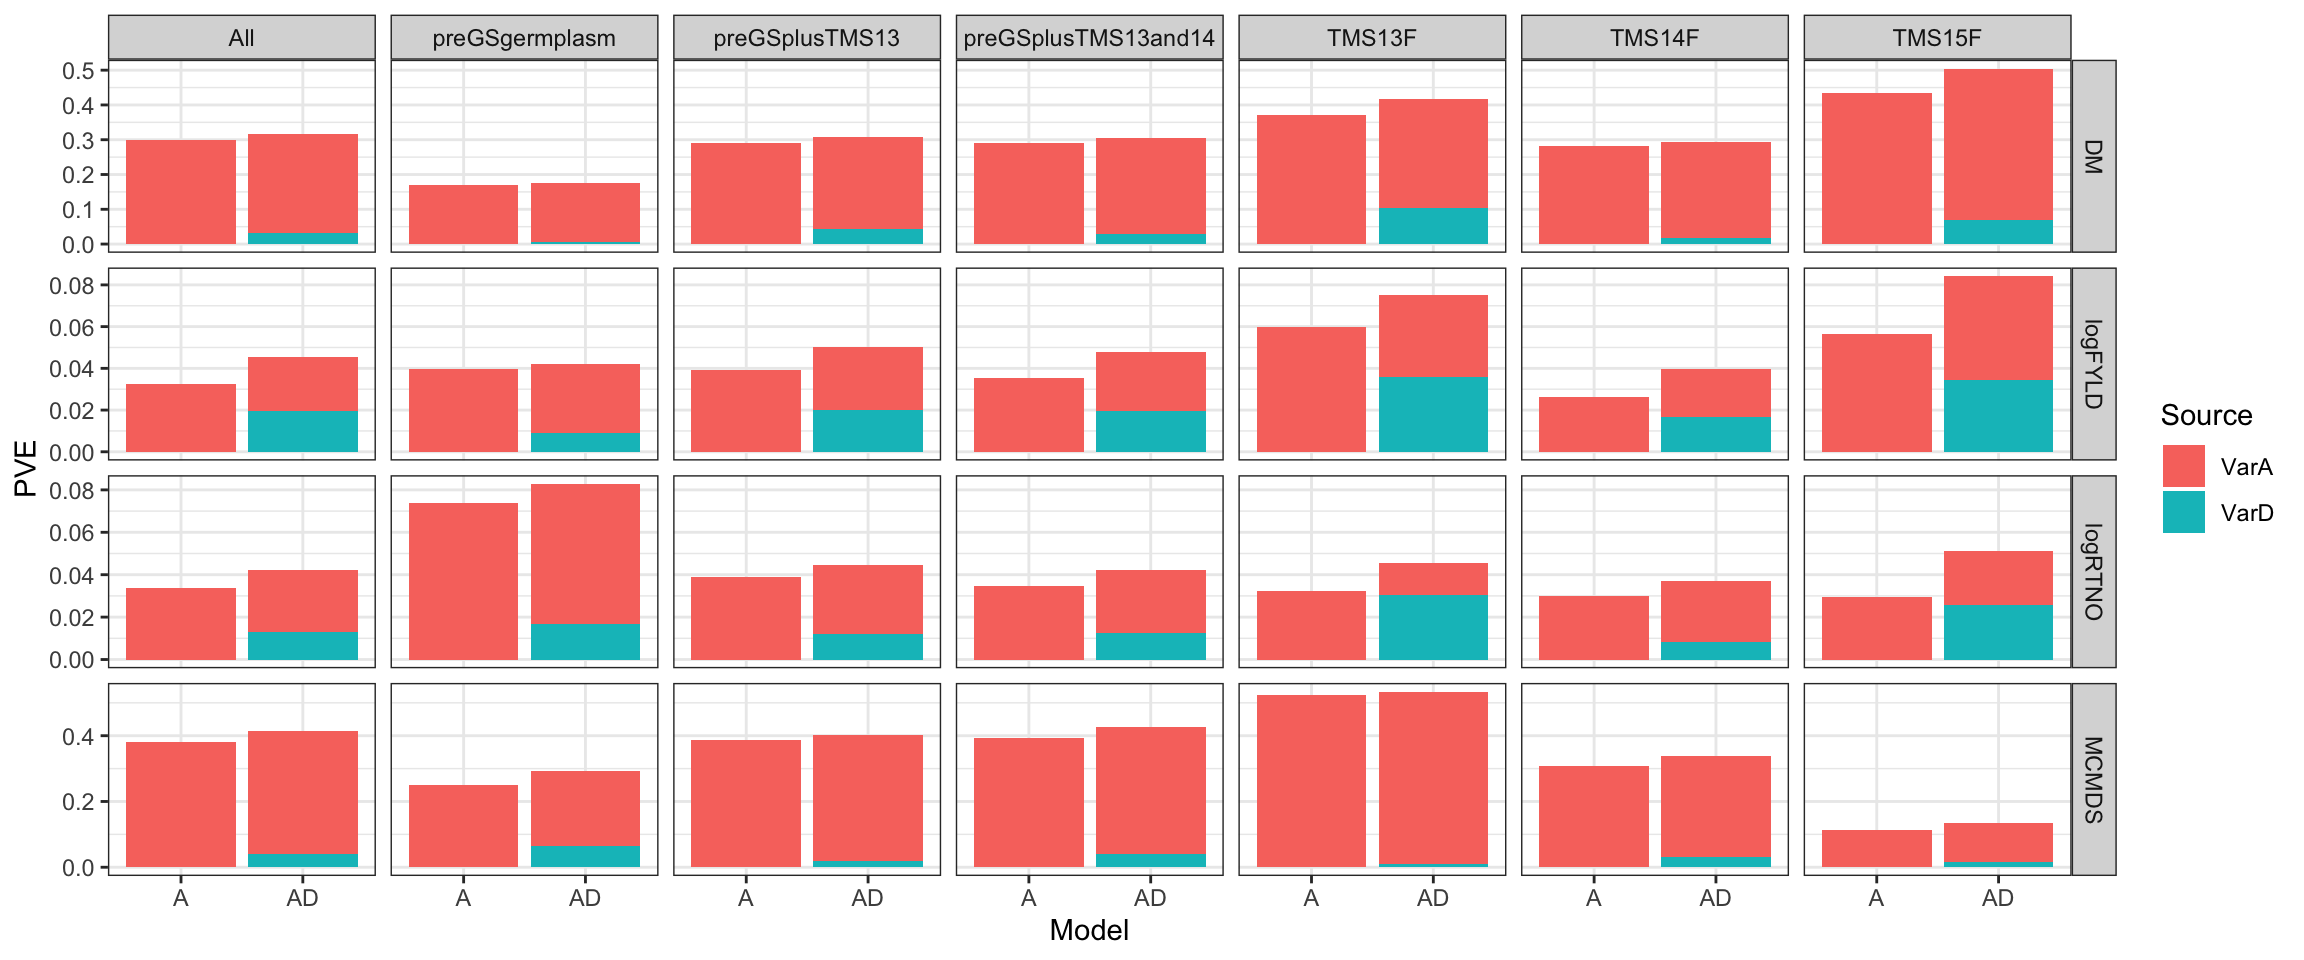 All preGSgermplasm preGSplusTMS13 preGSplusTMS13and14 TMS13F TMS14F TMS15F
0.5
0.4
0.3
0.2
0.1
0.0
DM
0.08
0.06
0.04
0.02
0.00
logFYLD
0.08
0.06
0.04
0.02
0.00
logRTNO
0.4
0.2
0.0
MCMDS
PVE
A AD A AD A AD A AD A AD A AD A AD
Model
Source
VarA
VarD